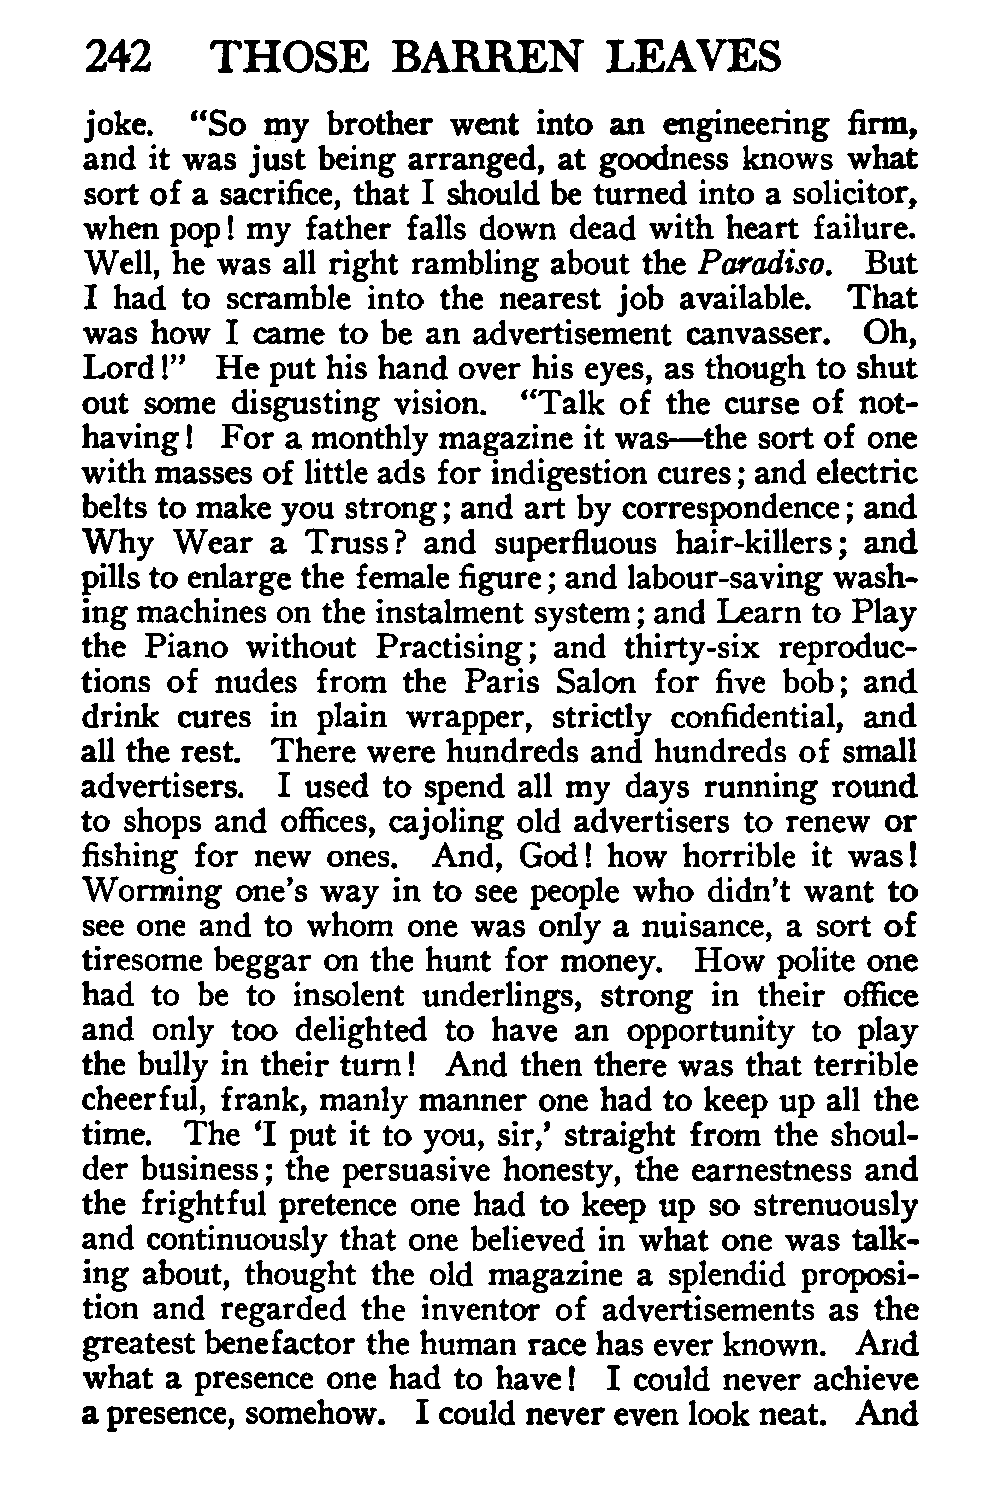 242 THOSE BARREN LEAVES
joke. “So my brother went into an engineering firm,
and it was just being arranged, at goodness knows what
sort of a sacrifice, that I should be turned into a solicitor,
when pop! my father falls down dead with heart failure.
Well, he was all right rambling about the Paradiso. But
I had to scramble into the nearest job available. That
was how I came to be an advertisement canvasser. Oh,
Lord!” He put his hand over his eyes, as though to shut
out some disgusting vision. “Talk of the curse of not-
having! For a monthly magazine it was—the sort of one
with masses of little ads for indigestion cures; and electric
belts to make you strong; and art by correspondence; and
Why Wear a Truss? and superfluous hair-killers; and
pills to enlarge the female figure; and labour-saving wash-
ing machines on the instalment system; and Learn to Play
the Piano without Practising; and thirty-six reproduc-
tions of nudes from the Paris Salon for five bob; and
drink cures in plain wrapper, strictly confidential, and
all the rest. There were hundreds and hundreds of small
advertisers. I used to spend all my days running round
to shops and offices, cajoling old advertisers to renew or
fishing for new ones. And, God! how horrible it was!
Worming one’s way in to see people who didn’t want to
see one and to whom one was only a nuisance, a sort of
tiresome beggar on the hunt for money. How polite one
had to be to insolent underlings, strong in their office
and only too delighted to have an opportunity to play
the bully in their turn! And then there was that terrible
cheerful, frank, manly manner one had to keep up all the
time. The ‘I put it to you, sir,’ straight from the shoul-
der business; the persuasive honesty, the earnestness and
the frightful pretence one had to keep up so strenuously
and continuously that one believed in what one was talk-
ing about, thought the old magazine a splendid proposi-
tion and regarded the inventor of advertisements as the
greatest benefactor the human race has ever known. And
what a presence one had to have! I could never achieve
a presence, somehow. I could never even look neat. And